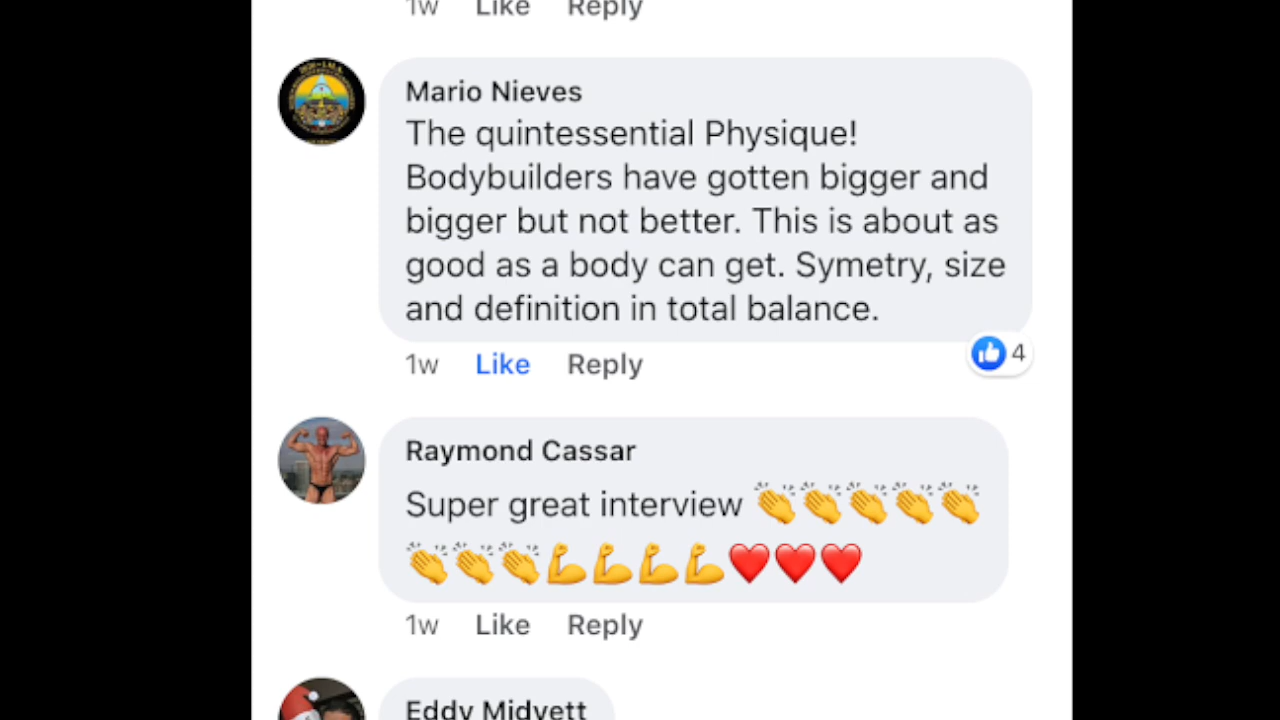 1w Like Reply
Mario Nieves
The quintessential Physique!
Bodybuilders have gotten bigger and
bigger but not better. This is about as
good as a body can get. Symetry, size
and definition in total balance.
1w Like Reply 4
Raymond Cassar
Super great interview 👏👏👏👏👏
👏👏👏💪💪💪💪❤️❤️❤️
1w Like Reply
Eddy Midyett